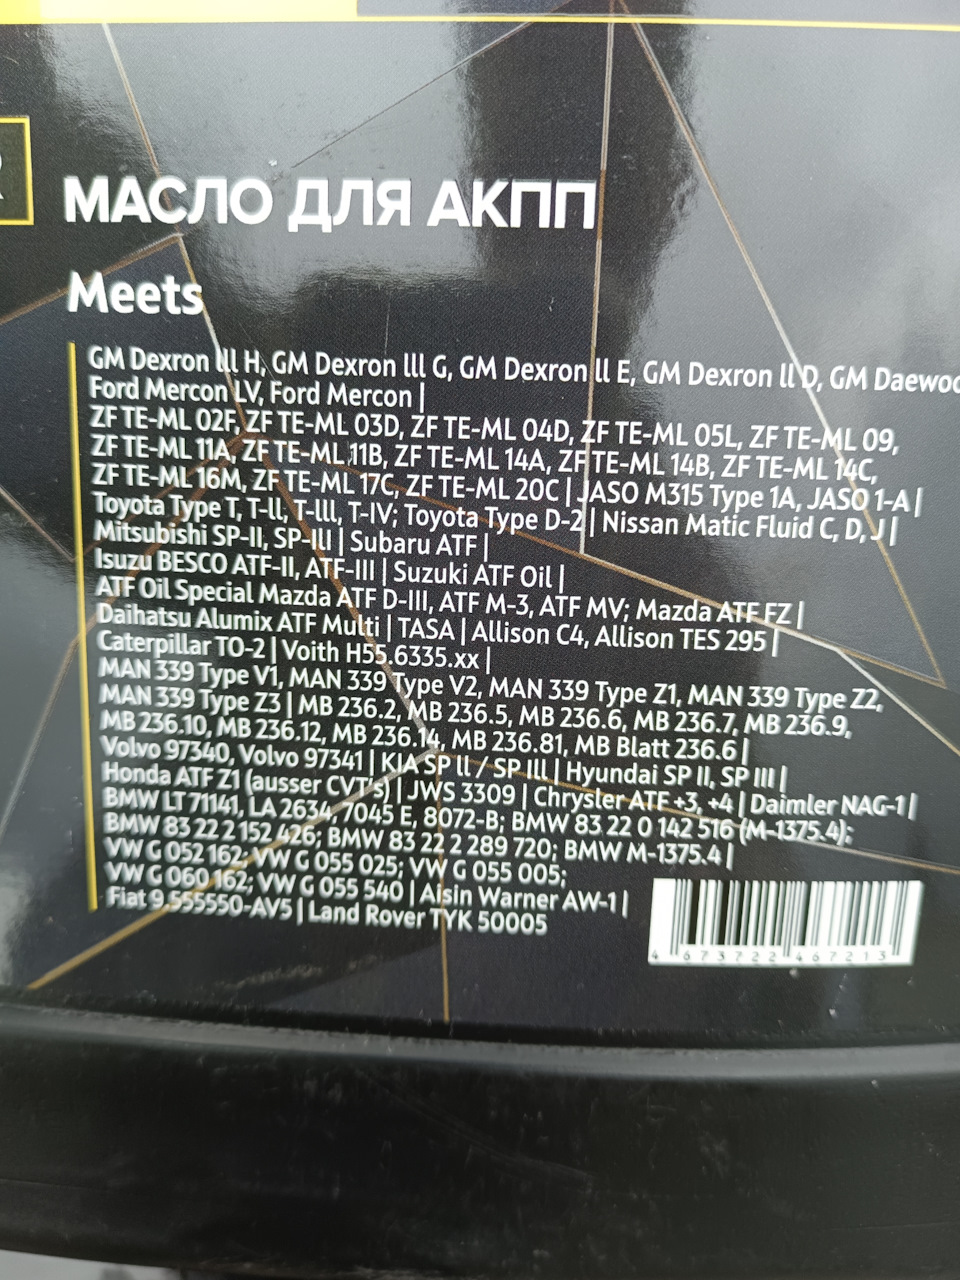 МАСЛО ДЛЯ АКПП
Meets
GM Dexron lll H, GM Dexron lll G, GM Dexron ll E, GM Dexron ll D, GM Daewoo
Ford Mercon LV, Ford Mercon |
ZF TE-ML 02F, ZF TE-ML 03D, ZF TE-ML 04D, ZF TE-ML 05L, ZF TE-ML 09,
ZF TE-ML 11A, ZF TE-ML 11B, ZF TE-ML 14A, ZF TE-ML 14B, ZF TE-ML 14C,
ZF TE-ML 16M, ZF TE-ML 17C, ZF TE-ML 20C | JASO M315 Type 1A, JASO 1-A |
Toyota Type T, T-ll, T-lll, T-IV; Toyota Type D-2 | Nissan Matic Fluid C, D, J |
Mitsubishi SP-II, SP-III | Subaru ATF |
Isuzu BESCO ATF-II, ATF-III | Suzuki ATF Oil |
ATF Oil Special Mazda ATF D-III, ATF M-3, ATF MV; Mazda ATF FZ |
Daihatsu Alumix ATF Multi | TASA | Allison C4, Allison TES 295 |
Caterpillar TO-2 | Voith H55.6335.xx |
MAN 339 Type V1, MAN 339 Type V2, MAN 339 Type Z1, MAN 339 Type Z2,
MAN 339 Type Z3 | MB 236.2, MB 236.5, MB 236.6, MB 236.7, MB 236.9,
MB 236.10, MB 236.12, MB 236.14, MB 236.81, MB Blatt 236.6 |
Volvo 97340, Volvo 97341 | KIA SP ll / SP lll | Hyundai SP II, SP III |
Honda ATF Z1 (ausser CVT's) | JWS 3309 | Chrysler ATF +3, +4 | Daimler NAG-1 |
BMW LT 71141, LA 2634, 7045 E, 8072-B; BMW 83 22 0 142 516 (M-1375.4);
BMW 83 22 2 152 426; BMW 83 22 2 289 720; BMW M-1375.4 |
VW G 052 162; VW G 055 025; VW G 055 005;
VW G 060 162; VW G 055 540 | Aisin Warner AW-1 |
Fiat 9.555550-AV5 | Land Rover TYK 50005
4 673722 467213